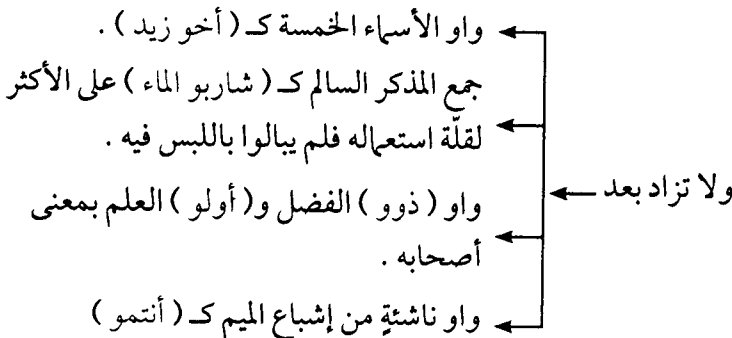 واو الأسماء الخمسة كـ ( أخو زيد ) .
جمع المذكر السالم كـ ( شاربو الماء ) على الأكثر
لقلّة استعماله فلم يبالوا باللبس فيه .
ولا تزاد بعد
واو ( ذوو ) الفضل و( أولو ) العلم بمعنى
أصحابه .
واو ناشئةٍ من إشباع الميم كـ ( أنتمو )